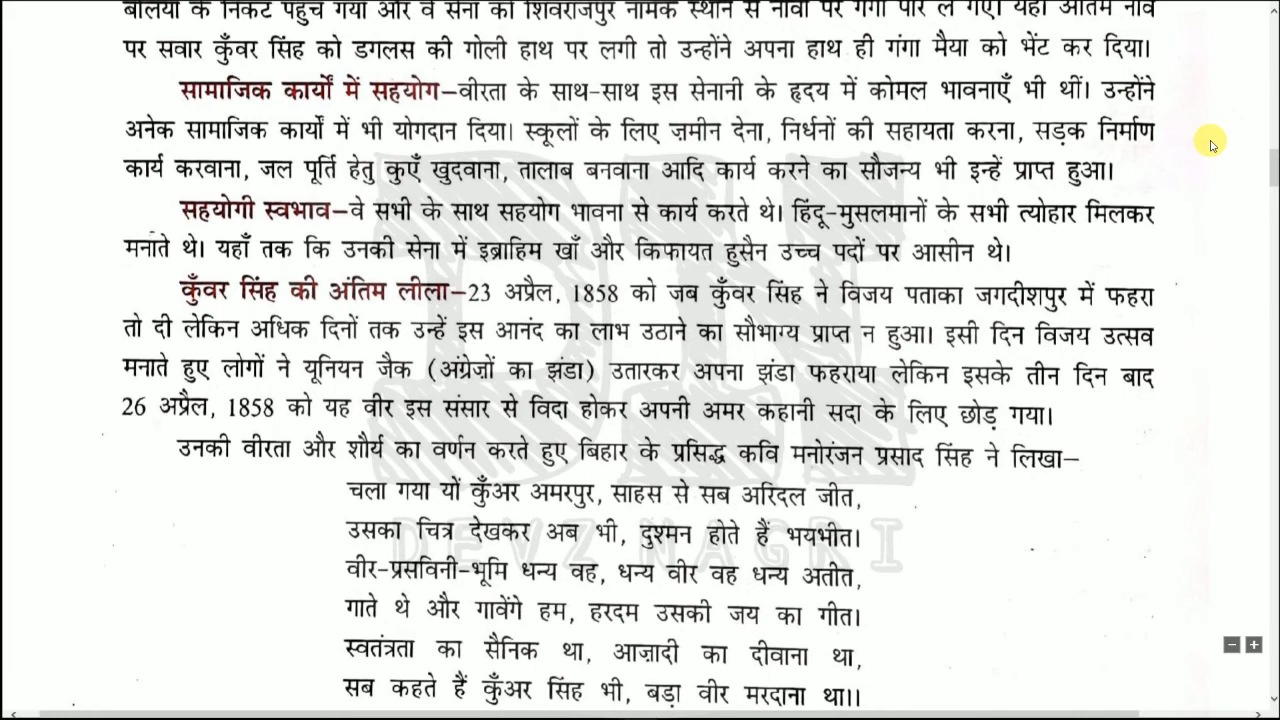 बलिया के निकट पहुँच गया और वे सेना को शिवराजपुर नामक स्थान से नावों पर गंगा पार ले गए। यहाँ अंतिम नाव
पर सवार कुँवर सिंह को डगलस की गोली हाथ पर लगी तो उन्होंने अपना हाथ ही गंगा मैया को भेंट कर दिया।
सामाजिक कार्यों में सहयोग–वीरता के साथ-साथ इस सेनानी के हृदय में कोमल भावनाएँ भी थीं। उन्होंने
अनेक सामाजिक कार्यों में भी योगदान दिया। स्कूलों के लिए ज़मीन देना, निर्धनों की सहायता करना, सड़क निर्माण
कार्य करवाना, जल पूर्ति हेतु कुएँ खुदवाना, तालाब बनवाना आदि कार्य करने का सौजन्य भी इन्हें प्राप्त हुआ।
सहयोगी स्वभाव–वे सभी के साथ सहयोग भावना से कार्य करते थे। हिंदू-मुसलमानों के सभी त्योहार मिलकर
मनाते थे। यहाँ तक कि उनकी सेना में इब्राहिम खाँ और किफायत हुसैन उच्च पदों पर आसीन थे।
कुँवर सिंह की अंतिम लीला–23 अप्रैल, 1858 को जब कुँवर सिंह ने विजय पताका जगदीशपुर में फहरा
तो दी लेकिन अधिक दिनों तक उन्हें इस आनंद का लाभ उठाने का सौभाग्य प्राप्त न हुआ। इसी दिन विजय उत्सव
मनाते हुए लोगों ने यूनियन जैक (अंग्रेजों का झंडा) उतारकर अपना झंडा फहराया लेकिन इसके तीन दिन बाद
26 अप्रैल, 1858 को यह वीर इस संसार से विदा होकर अपनी अमर कहानी सदा के लिए छोड़ गया।
उनकी वीरता और शौर्य का वर्णन करते हुए बिहार के प्रसिद्ध कवि मनोरंजन प्रसाद सिंह ने लिखा–
चला गया यों कुँअर अमरपुर, साहस से सब अरिदल जीत,
उसका चित्र देखकर अब भी, दुश्मन होते हैं भयभीत।
वीर-प्रसविनी-भूमि धन्य वह, धन्य वीर वह धन्य अतीत,
गाते थे और गावेंगे हम, हरदम उसकी जय का गीत।
स्वतंत्रता का सैनिक था, आज़ादी का दीवाना था,
सब कहते हैं कुँअर सिंह भी, बड़ा वीर मरदाना था।।
DEVZ NAGRI